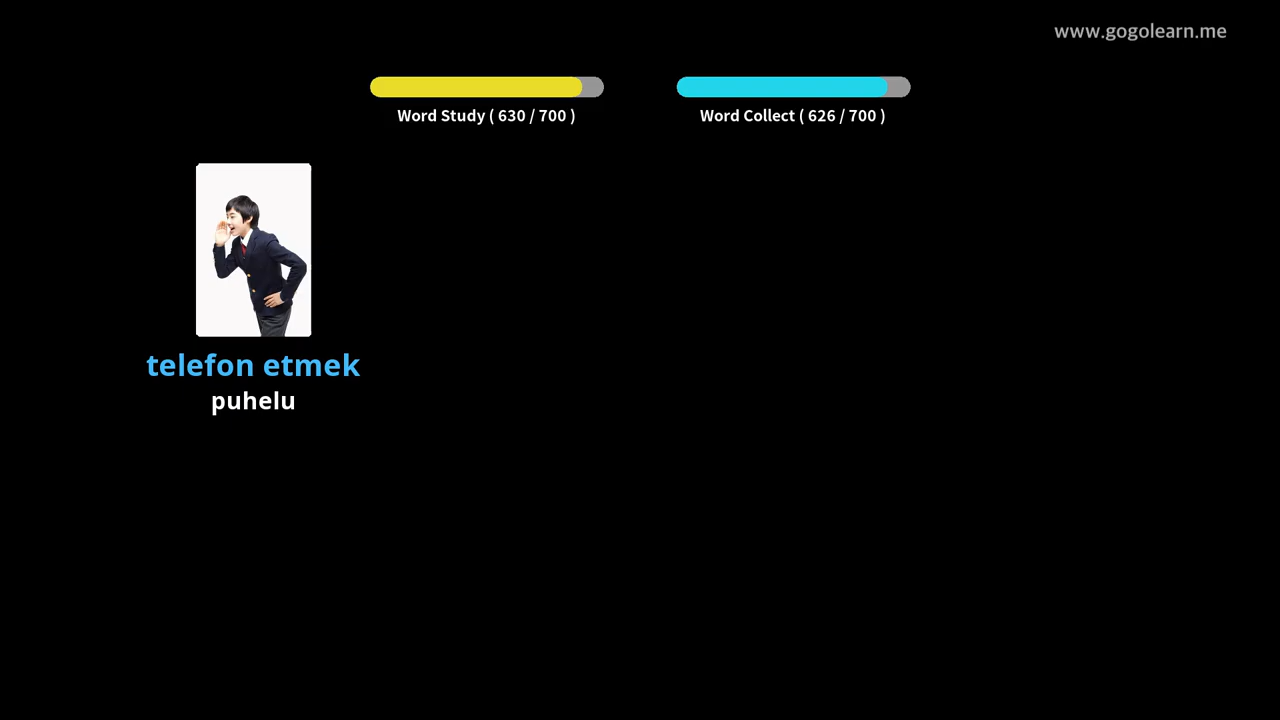 www.gogolearn.me
Word Study ( 630 / 700 )
Word Collect ( 626 / 700 )
telefon etmek
puhelu